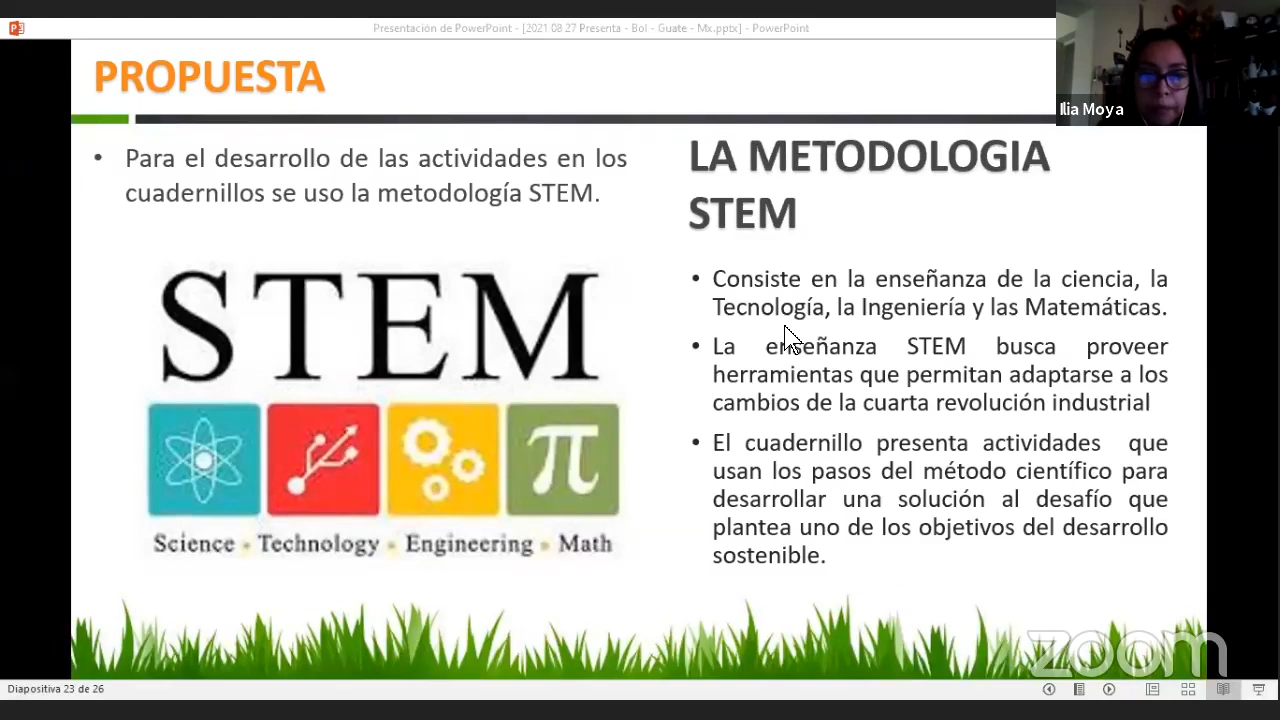 Presentación de PowerPoint - [2021 08 27 Presenta - Bol - Guate - Mx.pptx] - PowerPoint
PROPUESTA
Ilia Moya
• Para el desarrollo de las actividades en los
cuadernillos se uso la metodología STEM.
STEM
Science • Technology • Engineering • Math
LA METODOLOGIA
STEM
• Consiste en la enseñanza de la ciencia, la
Tecnología, la Ingeniería y las Matemáticas.
• La enseñanza STEM busca proveer
herramientas que permitan adaptarse a los
cambios de la cuarta revolución industrial
• El cuadernillo presenta actividades que
usan los pasos del método científico para
desarrollar una solución al desafío que
plantea uno de los objetivos del desarrollo
sostenible.
zoom
Diapositiva 23 de 26